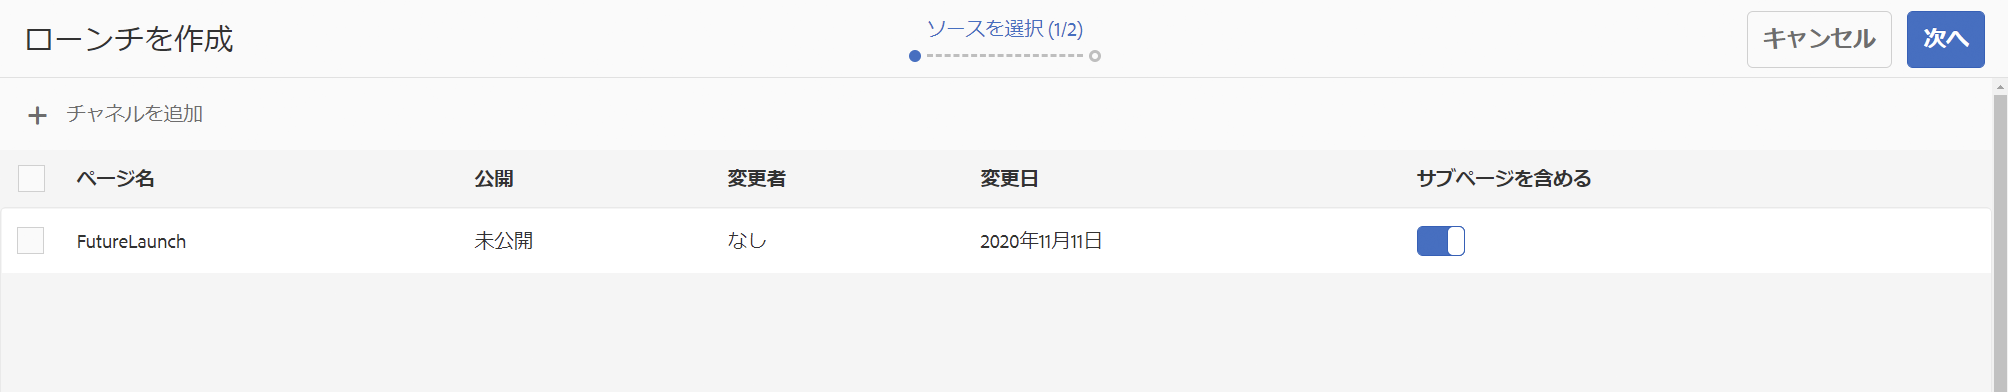 ローンチを作成
ソースを選択 (1/2)
キャンセル
次へ
チャネルを追加
ページ名 公開 変更者 変更日 サブページを含める
FutureLaunch 未公開 なし 2020年11月11日